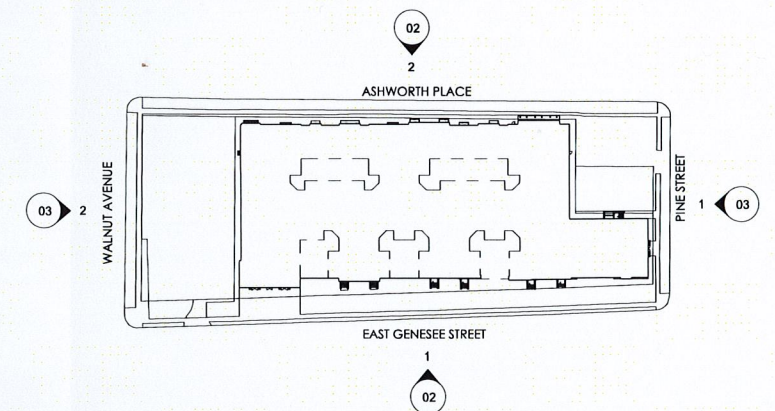 02
2
ASHWORTH PLACE
WALNUT AVENUE
03
2
PINE STREET
1
03
EAST GENESEE STREET
1
02